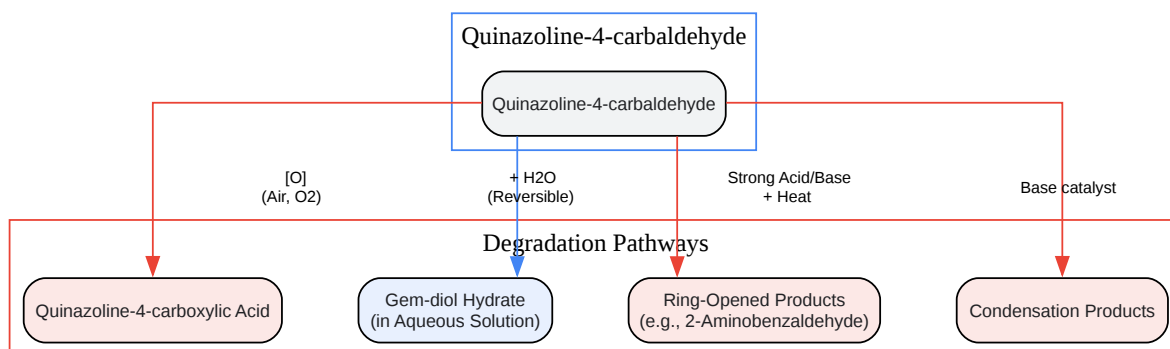 Quinazoline-4-carbaldehyde
Quinazoline-4-carbaldehyde
[O]
(Air, O2)
+ H2O
(Reversible)
Strong Acid/Base
+ Heat
Base catalyst
Degradation Pathways
Quinazoline-4-carboxylic Acid
Gem-diol Hydrate
(in Aqueous Solution)
Ring-Opened Products
(e.g., 2-Aminobenzaldehyde)
Condensation Products